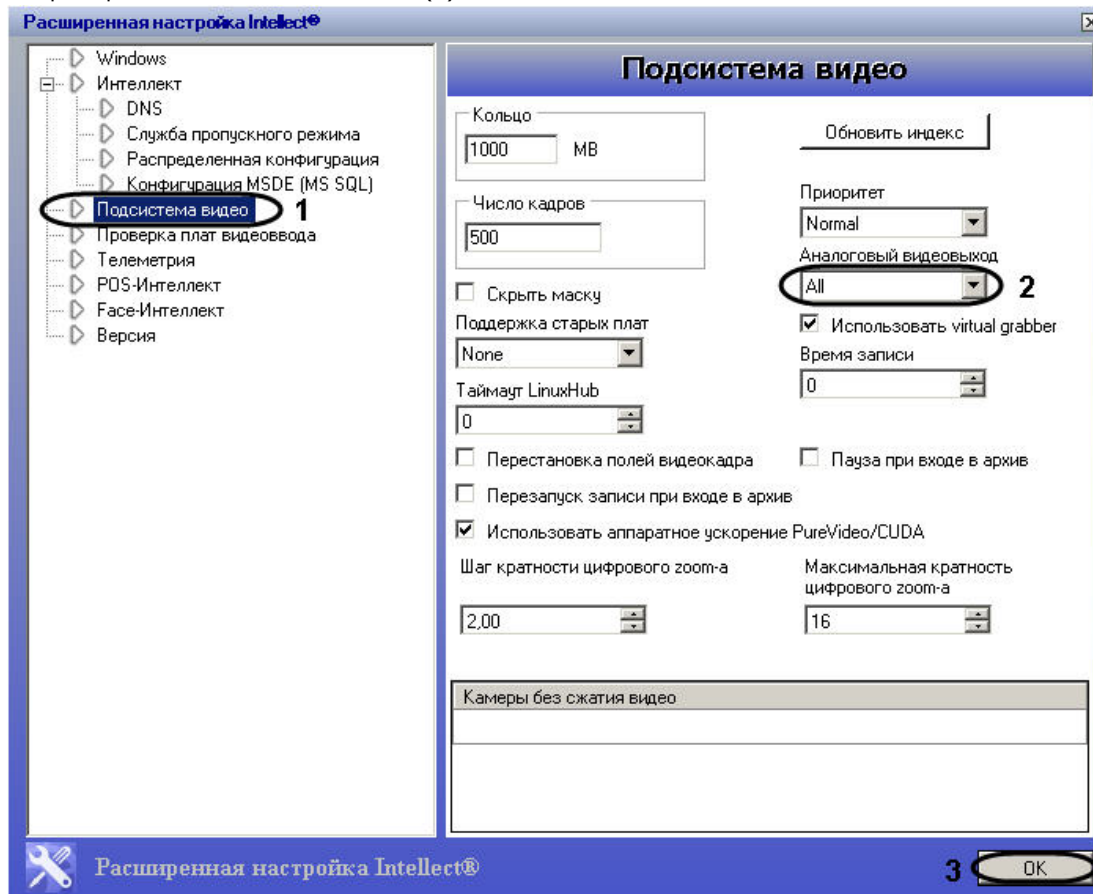 Расширенная настройка Intellect®
Windows
Интеллект
DNS
Служба пропускного режима
Распределенная конфигурация
Конфигурация MSDE (MS SQL)
Подсистема видео 1
Проверка плат видеоввода
Телеметрия
POS-Интеллект
Face-Интеллект
Версия
Подсистема видео
Кольцо
1000 MB
Обновить индекс
Число кадров
500
Приоритет
Normal
Аналоговый видеовыход
All 2
Скрыть маску
Использовать virtual grabber
Поддержка старых плат
None
Время записи
0
Таймаут LinuxHub
0
Перестановка полей видеокадра
Пауза при входе в архив
Перезапуск записи при входе в архив
Использовать аппаратное ускорение PureVideo/CUDA
Шаг кратности цифрового zoom-а
2,00
Максимальная кратность
цифрового zoom-а
16
Камеры без сжатия видео
Расширенная настройка Intellect®
3 OK